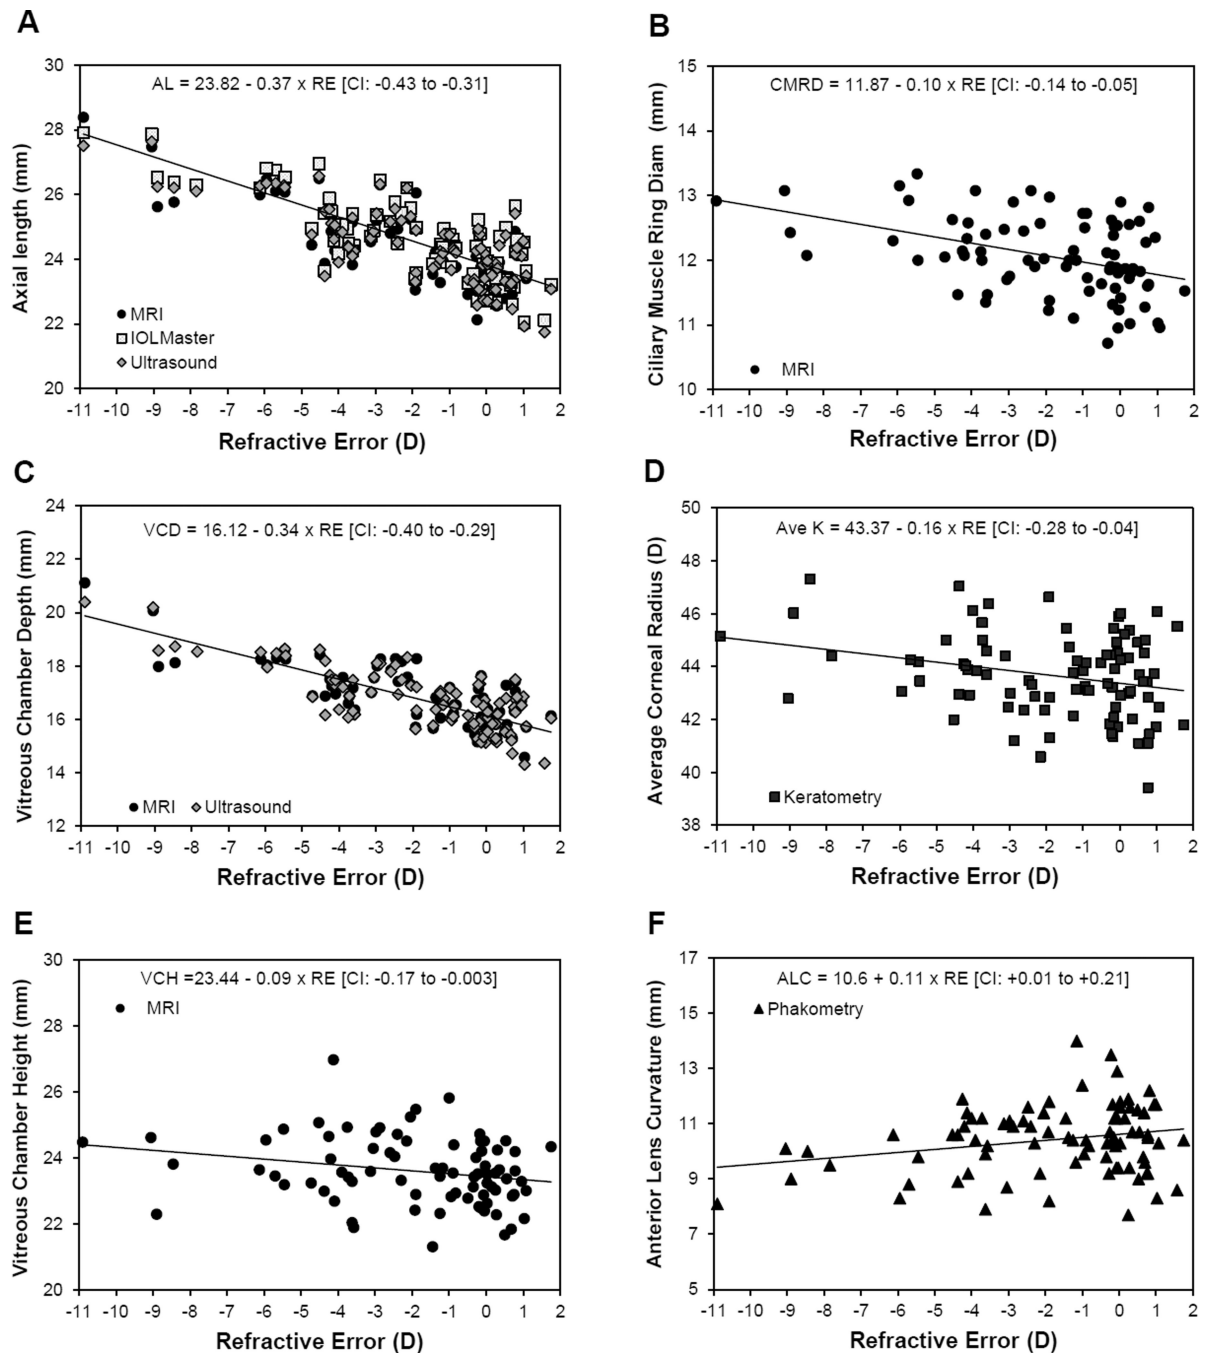 A
AL = 23.82 - 0.37 x RE [CI: -0.43 to -0.31]
Axial length (mm)
30
28
26
24
22
20
MRI
IOLMaster
Ultrasound
-11 -10 -9 -8 -7 -6 -5 -4 -3 -2 -1 0 1 2
Refractive Error (D)
B
CMRD = 11.87 - 0.10 x RE [CI: -0.14 to -0.05]
Ciliary Muscle Ring Diam (mm)
15
14
13
12
11
10
MRI
-11 -10 -9 -8 -7 -6 -5 -4 -3 -2 -1 0 1 2
Refractive Error (D)
C
VCD = 16.12 - 0.34 x RE [CI: -0.40 to -0.29]
Vitreous Chamber Depth (mm)
24
22
20
18
16
14
12
MRI Ultrasound
-11 -10 -9 -8 -7 -6 -5 -4 -3 -2 -1 0 1 2
Refractive Error (D)
D
Ave K = 43.37 - 0.16 x RE [CI: -0.28 to -0.04]
Average Corneal Radius (D)
50
48
46
44
42
40
38
Keratometry
-11 -10 -9 -8 -7 -6 -5 -4 -3 -2 -1 0 1 2
Refractive Error (D)
E
VCH =23.44 - 0.09 x RE [CI: -0.17 to -0.003]
Vitreous Chamber Height (mm)
MRI
30
28
26
24
22
20
-11 -10 -9 -8 -7 -6 -5 -4 -3 -2 -1 0 1 2
Refractive Error (D)
F
ALC = 10.6 + 0.11 x RE [CI: +0.01 to +0.21]
Anterior Lens Curvature (mm)
Phakometry
17
15
13
11
9
7
5
-11 -10 -9 -8 -7 -6 -5 -4 -3 -2 -1 0 1 2
Refractive Error (D)